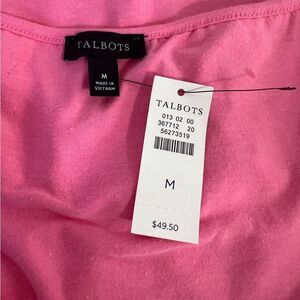 TALBOTS
M
MADE IN
VIETNAM
TALBOTS
013 02 00
367712 20
56273519
M
$49.50